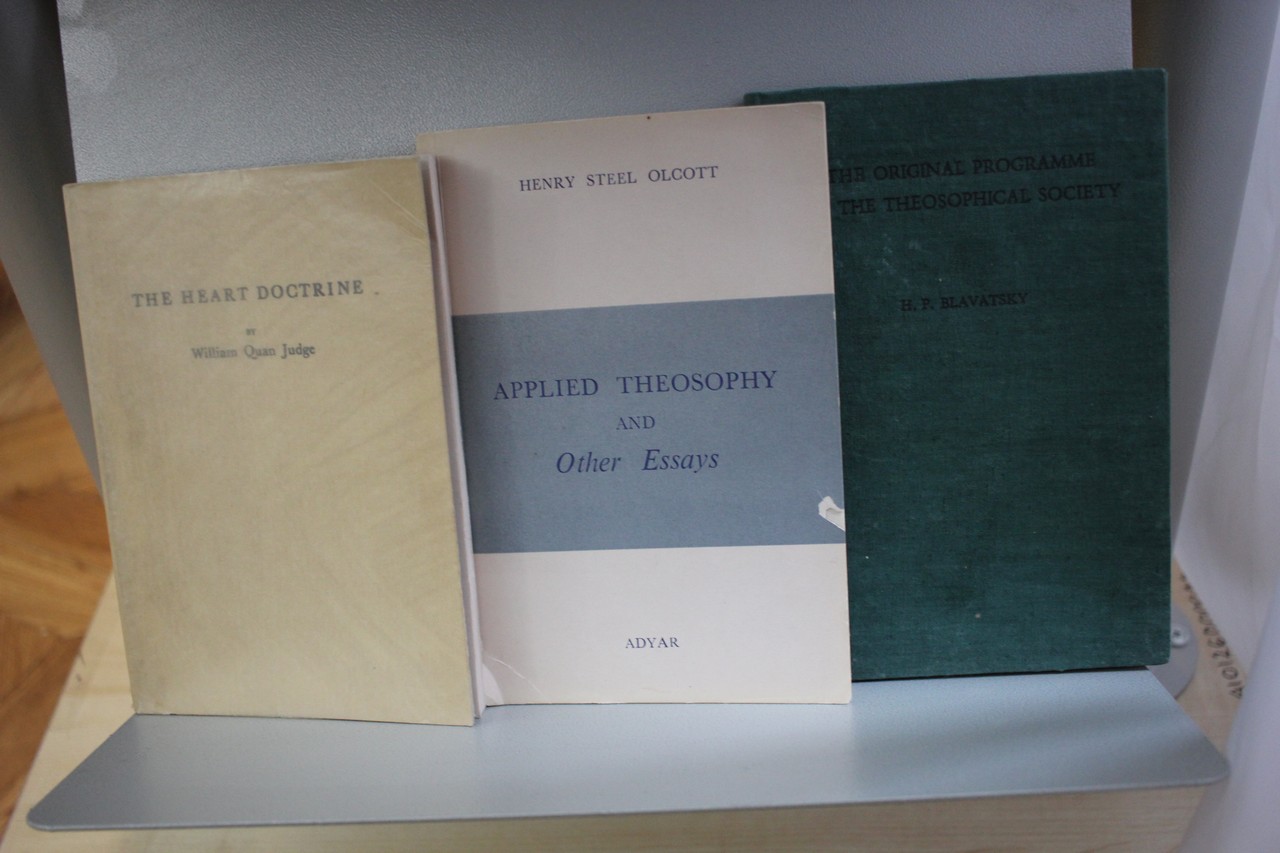 THE HEART DOCTRINE
BY
William Quan Judge
HENRY STEEL OLCOTT
APPLIED THEOSOPHY
AND
Other Essays
ADYAR
THE ORIGINAL PROGRAMME
THE THEOSOPHICAL SOCIETY
H. P. BLAVATSKY